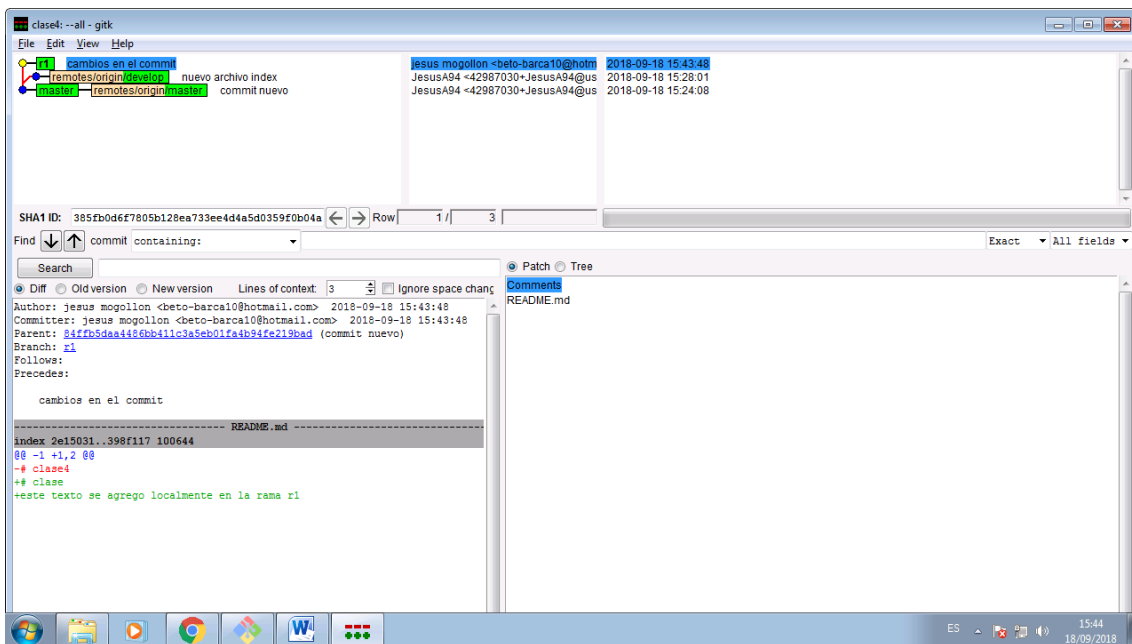 clase4: --all - gitk
File Edit View Help
r1 cambios en el commit jesus mogollon <beto-barca10@hotm 2018-09-18 15:43:48
remotes/origin/develop nuevo archivo index JesusA94 <42987030+JesusA94@us 2018-09-18 15:28:01
master remotes/origin/master commit nuevo JesusA94 <42987030+JesusA94@us 2018-09-18 15:24:08
SHA1 ID: 385fb0d6f7805b128ea733ee4d4a5d0359f0b04a Row 1 / 3
Find commit containing: Exact All fields
Search Patch Tree
Diff Old version New version Lines of context: 3 Ignore space chang
Comments
README.md
Author: jesus mogollon <beto-barca10@hotmail.com> 2018-09-18 15:43:48
Committer: jesus mogollon <beto-barca10@hotmail.com> 2018-09-18 15:43:48
Parent: 84ffb5daa4486bb411c3a5eb01fa4b94fe219bad (commit nuevo)
Branch: r1
Follows:
Precedes:
cambios en el commit
---------------------------------- README.md ----------------------------------
index 2e15031..398f117 100644
@@ -1 +1,2 @@
-# clase4
+# clase
+este texto se agrego localmente en la rama r1
W
ES 15:44
18/09/2018